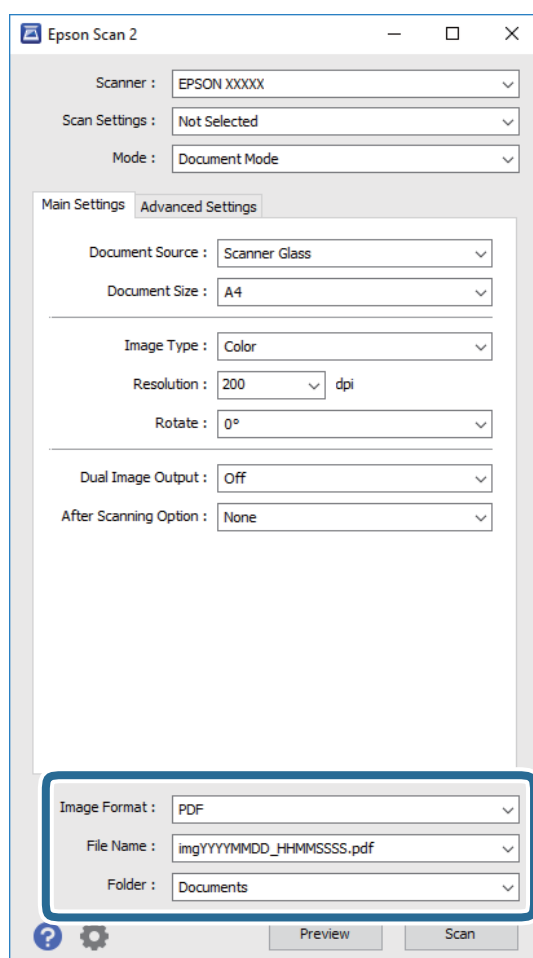 Epson Scan 2
Scanner : EPSON XXXXX
Scan Settings : Not Selected
Mode : Document Mode
Main Settings Advanced Settings
Document Source : Scanner Glass
Document Size : A4
Image Type : Color
Resolution : 200 dpi
Rotate : 0°
Dual Image Output : Off
After Scanning Option : None
Image Format : PDF
File Name : imgYYYYMMDD_HHMMSSSS.pdf
Folder : Documents
? Preview Scan